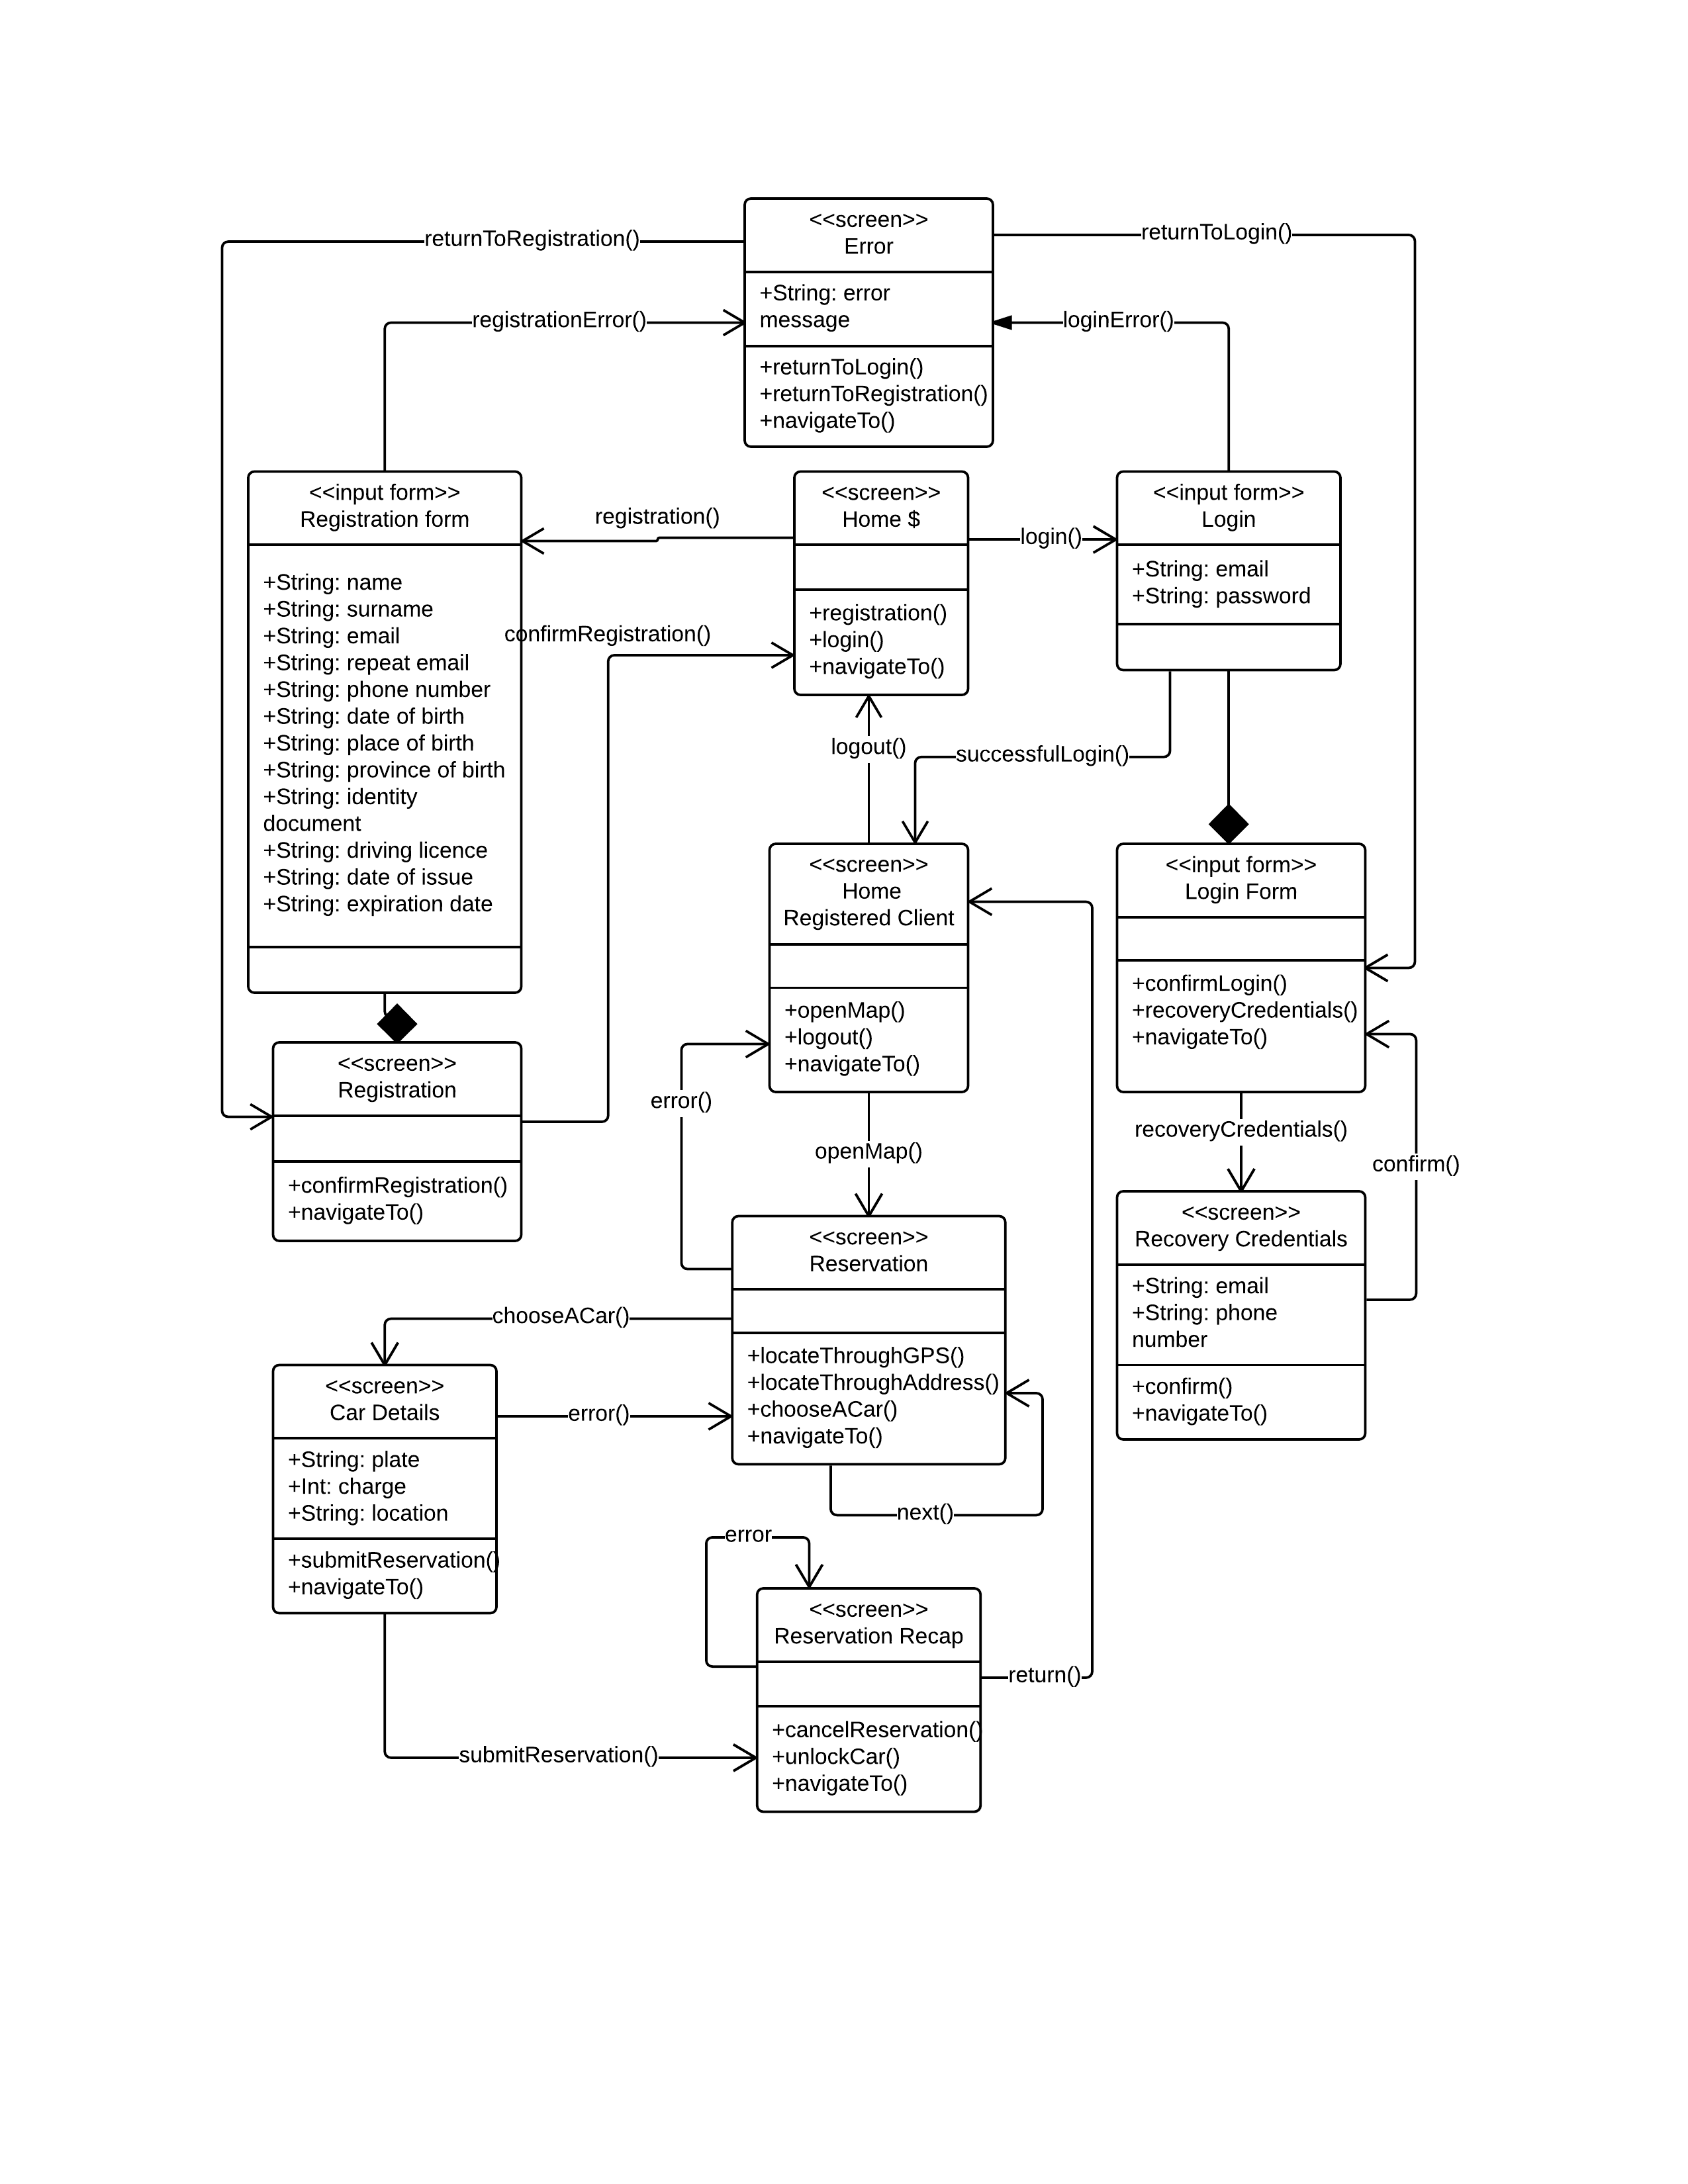 <<screen>>
Error
+String: error
message
+returnToLogin()
+returnToRegistration()
+navigateTo()
returnToRegistration()
returnToLogin()
registrationError()
loginError()
<<input form>>
Registration form
+String: name
+String: surname
+String: email
+String: repeat email
+String: phone number
+String: date of birth
+String: place of birth
+String: province of birth
+String: identity
document
+String: driving licence
+String: date of issue
+String: expiration date
registration()
<<screen>>
Home $
+registration()
+login()
+navigateTo()
login()
<<input form>>
Login
+String: email
+String: password
confirmRegistration()
logout()
successfulLogin()
<<screen>>
Home
Registered Client
+openMap()
+logout()
+navigateTo()
<<input form>>
Login Form
+confirmLogin()
+recoveryCredentials()
+navigateTo()
<<screen>>
Registration
+confirmRegistration()
+navigateTo()
error()
openMap()
recoveryCredentials()
confirm()
<<screen>>
Reservation
+locateThroughGPS()
+locateThroughAddress()
+chooseACar()
+navigateTo()
<<screen>>
Recovery Credentials
+String: email
+String: phone
number
+confirm()
+navigateTo()
chooseACar()
<<screen>>
Car Details
+String: plate
+Int: charge
+String: location
+submitReservation()
+navigateTo()
error()
next()
error
<<screen>>
Reservation Recap
+cancelReservation()
+unlockCar()
+navigateTo()
return()
submitReservation()